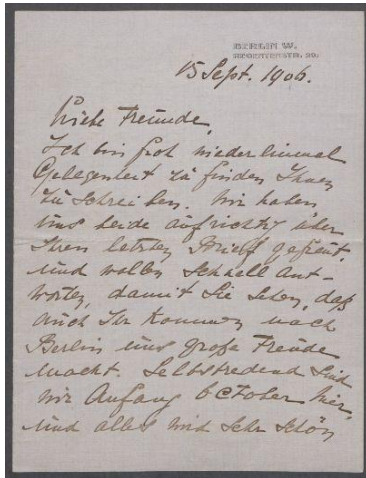 BERLIN W.
15 Sept. 1906.
Liebe Freunde,
Ich bin froh wieder einmal
Gelegenheit zu finden Ihnen
zu schreiben. Wir haben
uns beide aufrichtig über
Ihren letzten Brief gefreut,
und wollen schnell ant-
worten, damit Sie sehen, daß
auch Ihr Kommen nach
Berlin uns große Freude
macht. Selbstredend sind
wir Anfang October hier,
und alles wird sehr schön